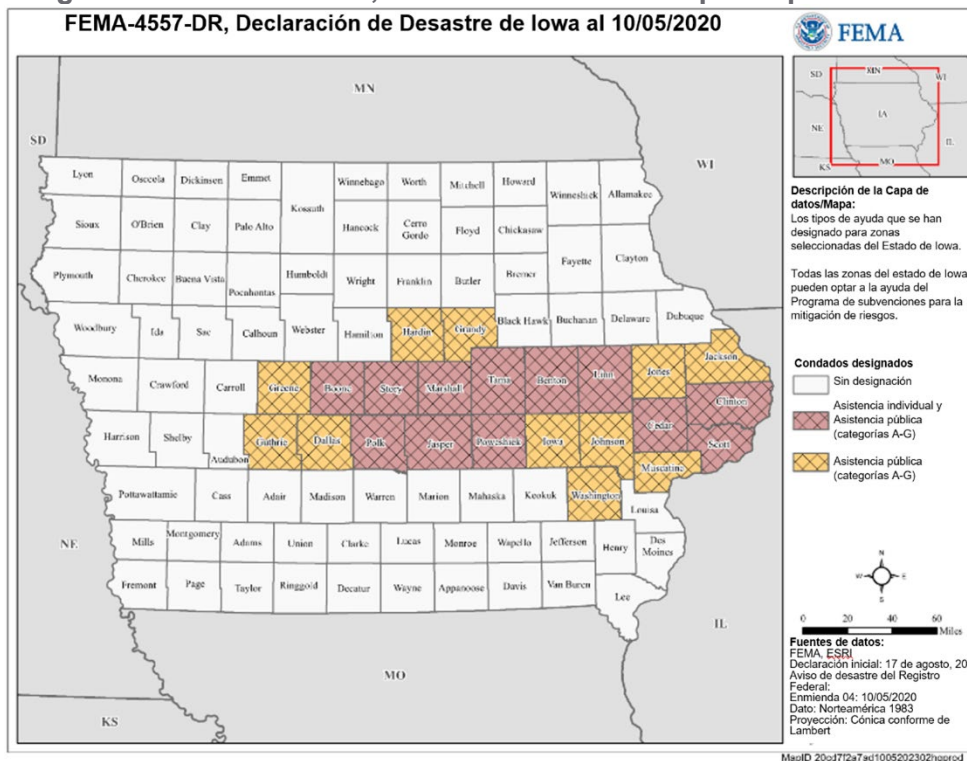 FEMA-4557-DR, Declaración de Desastre de Iowa al 10/05/2020
FEMA
MN
SD
WI
NE
IL
MO
KS
Lyon
Osceola
Dickinson
Emmet
Kossuth
Winnebago
Worth
Mitchell
Howard
Winneshiek
Allamakee
Sioux
O'Brien
Clay
Palo Alto
Hancock
Cerro
Gordo
Floyd
Chickasaw
Fayette
Clayton
Plymouth
Cherokee
Buena Vista
Pocahontas
Humboldt
Wright
Franklin
Butler
Bremer
Woodbury
Ida
Sac
Calhoun
Webster
Hamilton
Hardin
Grundy
Black Hawk
Buchanan
Delaware
Dubuque
Monona
Crawford
Carroll
Greene
Boone
Story
Marshall
Tama
Benton
Linn
Jones
Jackson
Clinton
Harrison
Shelby
Audubon
Guthrie
Dallas
Polk
Jasper
Poweshiek
Iowa
Johnson
Cedar
Scott
Muscatine
Pottawattamie
Cass
Adair
Madison
Warren
Marion
Mahaska
Keokuk
Washington
Louisa
Mills
Montgomery
Adams
Union
Clarke
Lucas
Monroe
Wapello
Jefferson
Henry
Des
Moines
Fremont
Page
Taylor
Ringgold
Decatur
Wayne
Appanoose
Davis
Van Buren
Lee
SD
MN
WI
NE
IA
IL
KS
MO
Descripción de la Capa de
datos/Mapa:
Los tipos de ayuda que se han
designado para zonas
seleccionadas del Estado de Iowa.
Todas las zonas del estado de Iowa
pueden optar a la ayuda del
Programa de subvenciones para la
mitigación de riesgos.
Condados designados
Sin designación
Asistencia individual y
Asistencia pública
(categorías A-G)
Asistencia pública
(categorías A-G)
N
W
E
S
0 20 40 60
Miles
Fuentes de datos:
FEMA, ESRI
Declaración inicial: 17 de agosto, 20
Aviso de desastre del Registro
Federal:
Enmienda 04: 10/05/2020
Dato: Norteamérica 1983
Proyección: Cónica conforme de
Lambert
MapID 20cd7f2a7ad1005202302hqprod